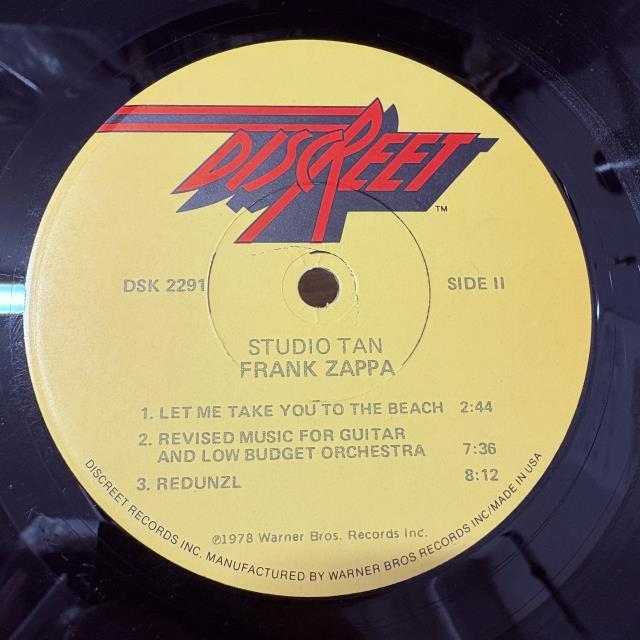 DISCREET
TM
DSK 2291
SIDE II
STUDIO TAN
FRANK ZAPPA
1. LET ME TAKE YOU TO THE BEACH 2:44
2. REVISED MUSIC FOR GUITAR
AND LOW BUDGET ORCHESTRA 7:36
3. REDUNZL 8:12
℗1978 Warner Bros. Records Inc.
DISCREET RECORDS INC. MANUFACTURED BY WARNER BROS RECORDS INC/MADE IN USA